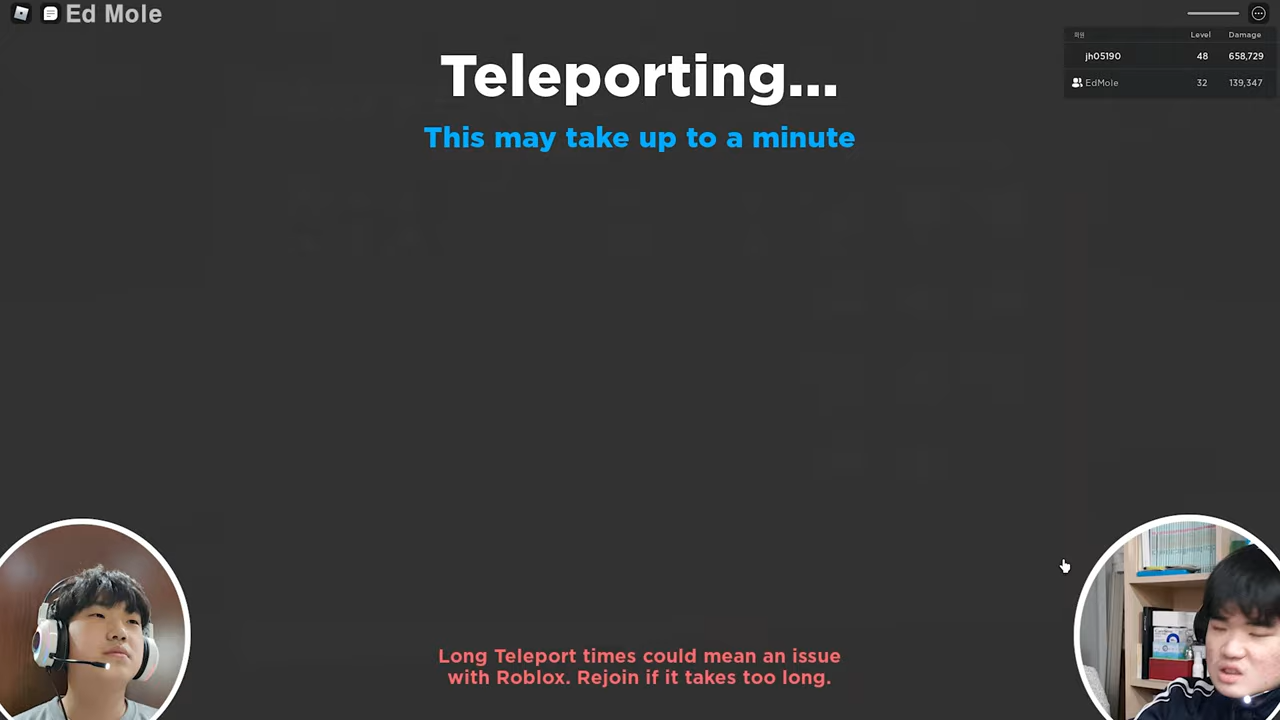 Ed Mole
Teleporting...
This may take up to a minute
Level Damage
jh05190 48 658,729
EdMole 32 139,347
Long Teleport times could mean an issue
with Roblox. Rejoin if it takes too long.